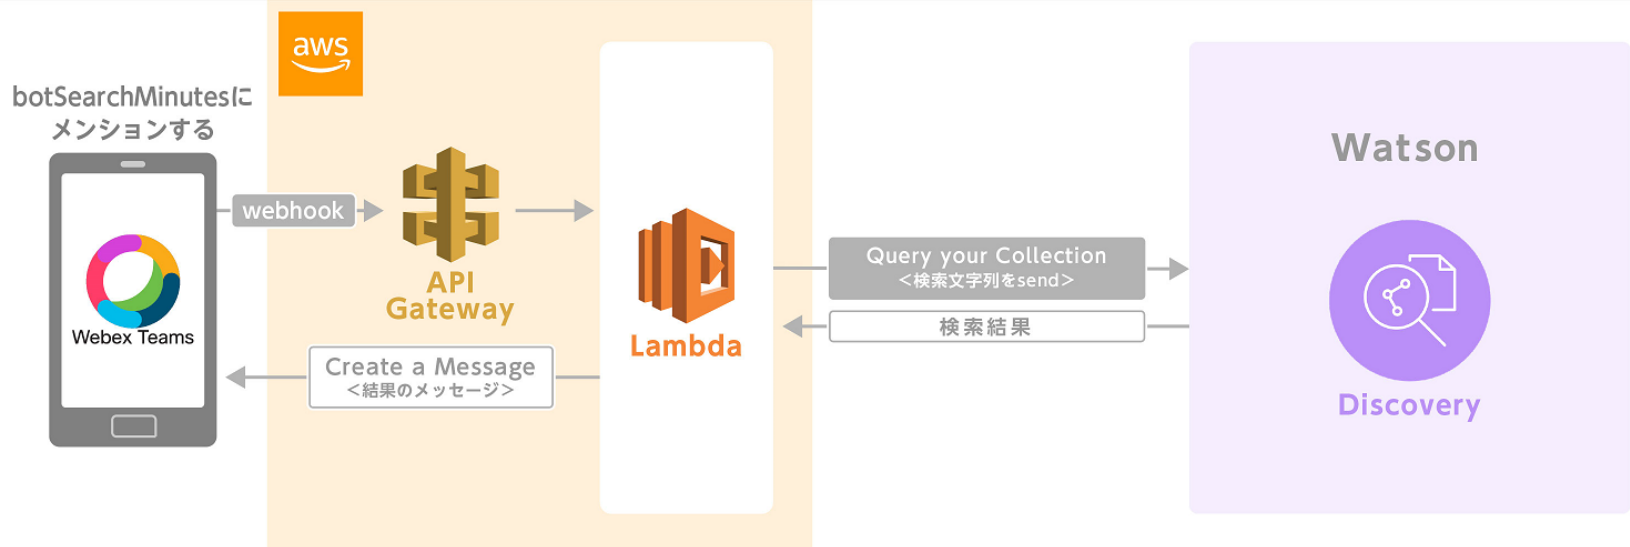 botSearchMinutesに
メンションする
Webex Teams
aws
webhook
API
Gateway
Create a Message
＜結果のメッセージ＞
Lambda
Query your Collection
＜検索文字列をsend＞
検索結果
Watson
Discovery